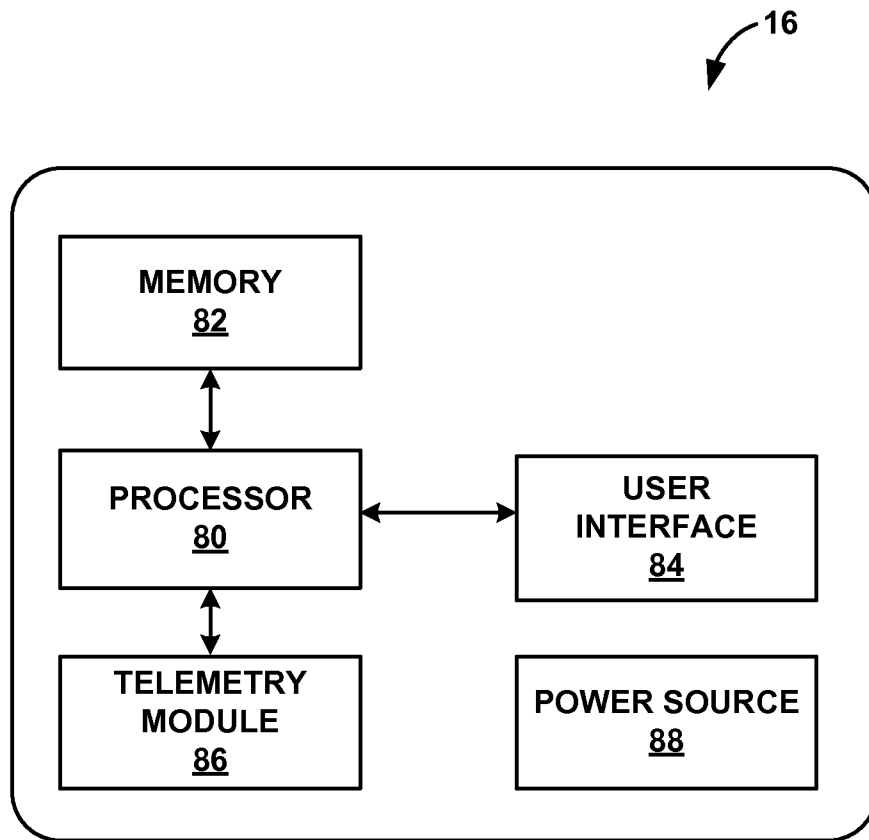 16
MEMORY
82
PROCESSOR
80
USER
INTERFACE
84
TELEMETRY
MODULE
86
POWER SOURCE
88